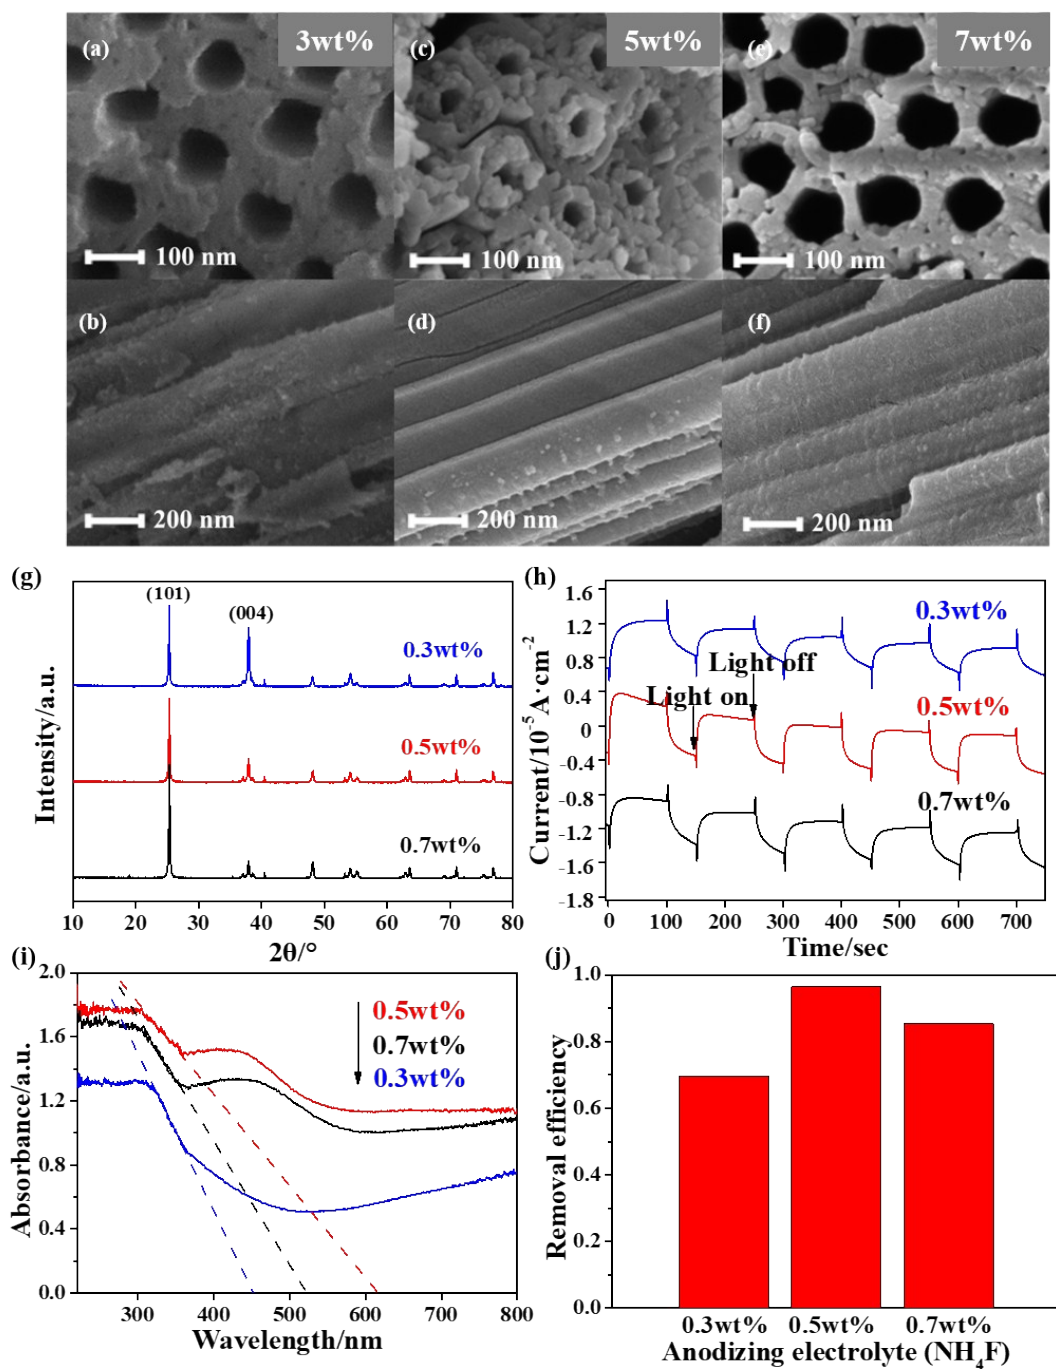 (a) 3wt% (c) 5wt% (e) 7wt%
100 nm 100 nm 100 nm
(b) (d) (f)
200 nm 200 nm 200 nm
(g)
(101)
(004)
0.3wt%
0.5wt%
0.7wt%
Intensity/a.u.
10 20 30 40 50 60 70 80
2θ/°
(h)
1.6
1.2
0.8
0.4
0
-0.4
-0.8
-1.2
-1.6
-1.8
Current/10⁻⁵ A·cm⁻²
0.3wt%
Light off
Light on
0.5wt%
0.7wt%
0 100 200 300 400 500 600 700
Time/sec
(i)
2.0
1.6
1.2
0.8
0.4
0.0
Absorbance/a.u.
0.5wt%
0.7wt%
0.3wt%
300 400 500 600 700 800
Wavelength/nm
(j)
1.0
0.8
0.6
0.4
0.2
0.0
Removal efficiency
0.3wt% 0.5wt% 0.7wt%
Anodizing electrolyte (NH₄F)